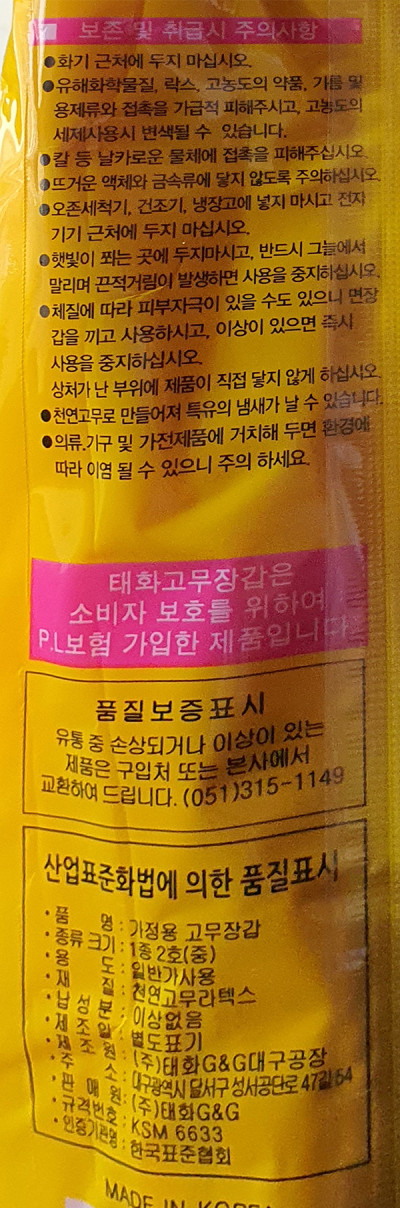 보존 및 취급시 주의사항
●화기 근처에 두지 마십시오.
●유해화학물질, 락스, 고농도의 약품, 가름 및
용제류와 접촉을 가급적 피해주시고, 고농도의
세제사용시 변색될 수 있습니다.
●칼 등 날카로운 물체에 접촉을 피해주십시오.
●뜨거운 액체와 금속류에 닿지 않도록 주의하십시오.
●오존세척기, 건조기, 냉장고에 넣지 마시고 전자
기기 근처에 두지 마십시오.
●햇빛이 쬐는 곳에 두지마시고, 반드시 그늘에서
말리며 끈적거림이 발생하면 사용을 중지하십시오.
●체질에 따라 피부자극이 있을 수도 있으니 면장
갑을 끼고 사용하시고, 이상이 있으면 즉시
사용을 중지하십시오.
상처가 난 부위에 제품이 직접 닿지 않게 하십시오.
●천연고무로 만들어져 특유의 냄새가 날 수 있습니다.
●의류.기구 및 가전제품에 거치해 두면 환경에
따라 이염 될 수 있으니 주의 하세요.
태화고무장갑은
소비자 보호를 위하여
P.L보험 가입한 제품입니다.
품질보증표시
유통 중 손상되거나 이상이 있는
제품은 구입처 또는 본사에서
교환하여 드립니다. (051)315-1149
산업표준화법에 의한 품질표시
·품 명 : 가정용 고무장갑
·종류 크기 : 1종 2호(중)
·용 도 : 일반가사용
·재 질 : 천연고무라텍스
·납 성 분 : 이상없음
·제 조 일 : 별도표기
·제 조 원 : (주)태화G&G대구공장
·주 소 : 대구광역시 달서구 성서공단로 47길 54
·판 매 원 : (주)태화G&G
·규격번호 : KSM 6633
·인증기관명 : 한국표준협회
MADE IN KOREA